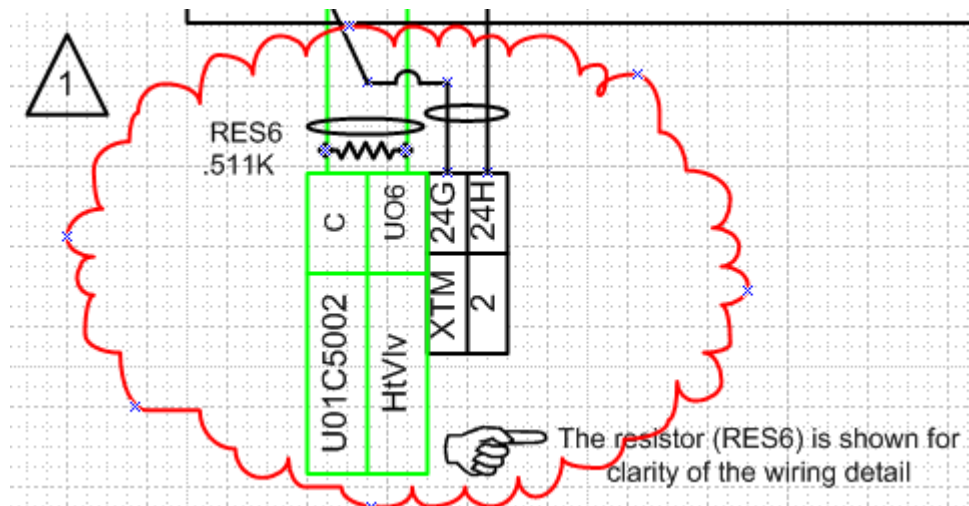 1
RES6
.511K
C
UO6
24G
24H
U01C5002
HtVlv
XTM
2
The resistor (RES6) is shown for
clarity of the wiring detail